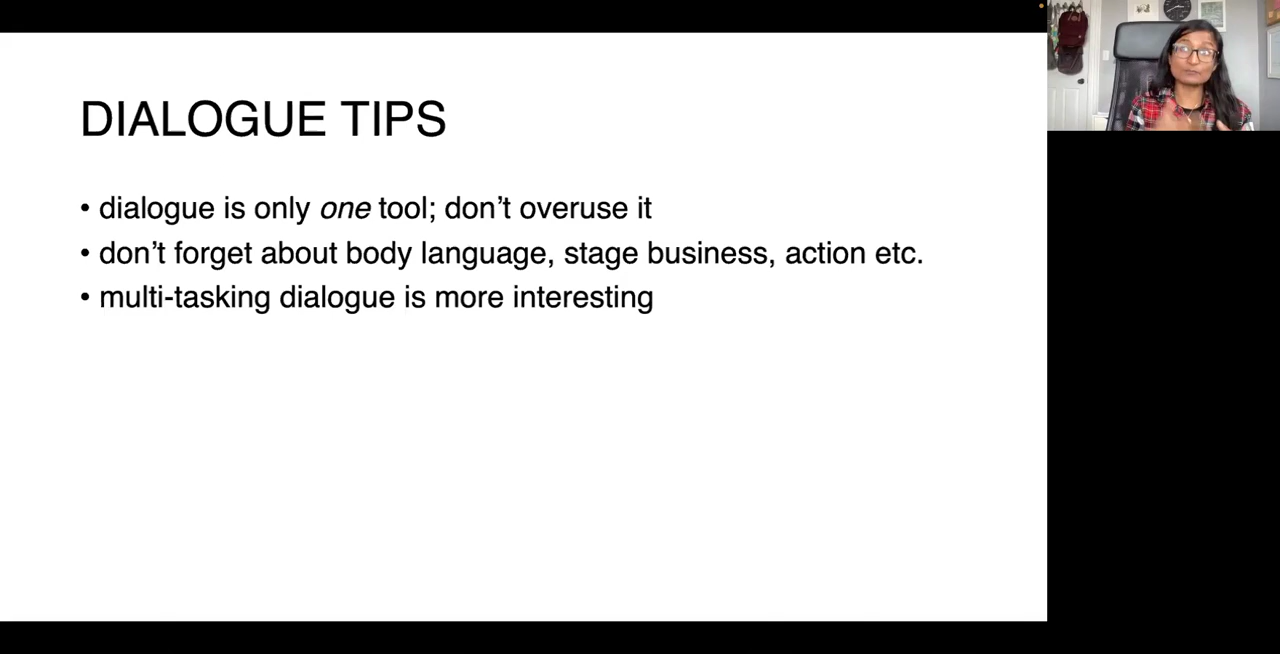 DIALOGUE TIPS
• dialogue is only one tool; don’t overuse it
• don’t forget about body language, stage business, action etc.
• multi-tasking dialogue is more interesting